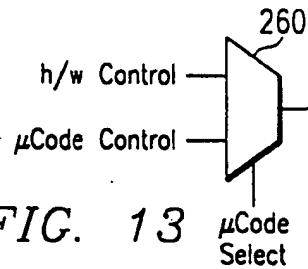 260
h/w Control
μCode Control
FIG. 13
μCode
Select